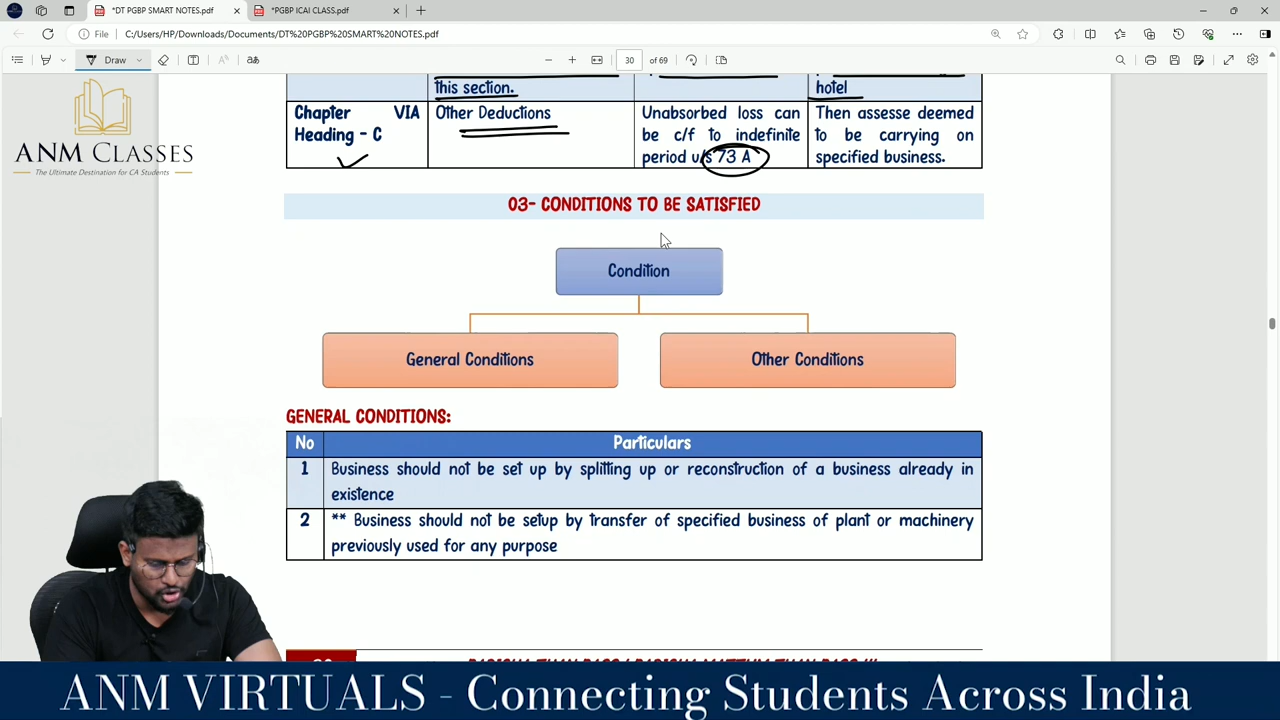 *DT PGBP SMART NOTES.pdf
*PGBP ICAI CLASS.pdf
File
C:/Users/HP/Downloads/Documents/DT%20PGBP%20SMART%20NOTES.pdf
Draw
30 of 69
this section.
hotel
Chapter VIA
Heading - C
Other Deductions
Unabsorbed loss can
be c/f to indefinite
period u/s 73 A
Then assesse deemed
to be carrying on
specified business.
ANM CLASSES
The Ultimate Destination for CA Students
03- CONDITIONS TO BE SATISFIED
Condition
General Conditions
Other Conditions
GENERAL CONDITIONS:
No
Particulars
1
Business should not be set up by splitting up or reconstruction of a business already in
existence
2
** Business should not be setup by transfer of specified business of plant or machinery
previously used for any purpose
ANM VIRTUALS - Connecting Students Across India